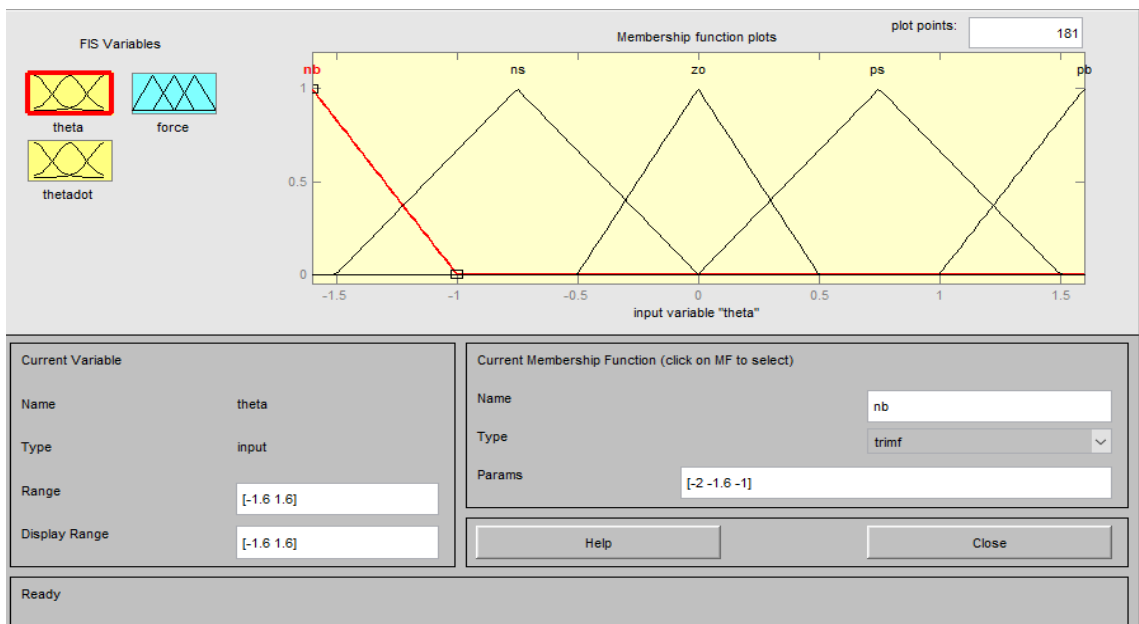 FIS Variables
theta
force
thetadot
Membership function plots
plot points:
181
nb
ns
zo
ps
pb
1
0.5
0
-1.5
-1
-0.5
0
0.5
1
1.5
input variable "theta"
Current Variable
Name
theta
Type
input
Range
[-1.6 1.6]
Display Range
[-1.6 1.6]
Current Membership Function (click on MF to select)
Name
nb
Type
trimf
Params
[-2 -1.6 -1]
Help
Close
Ready